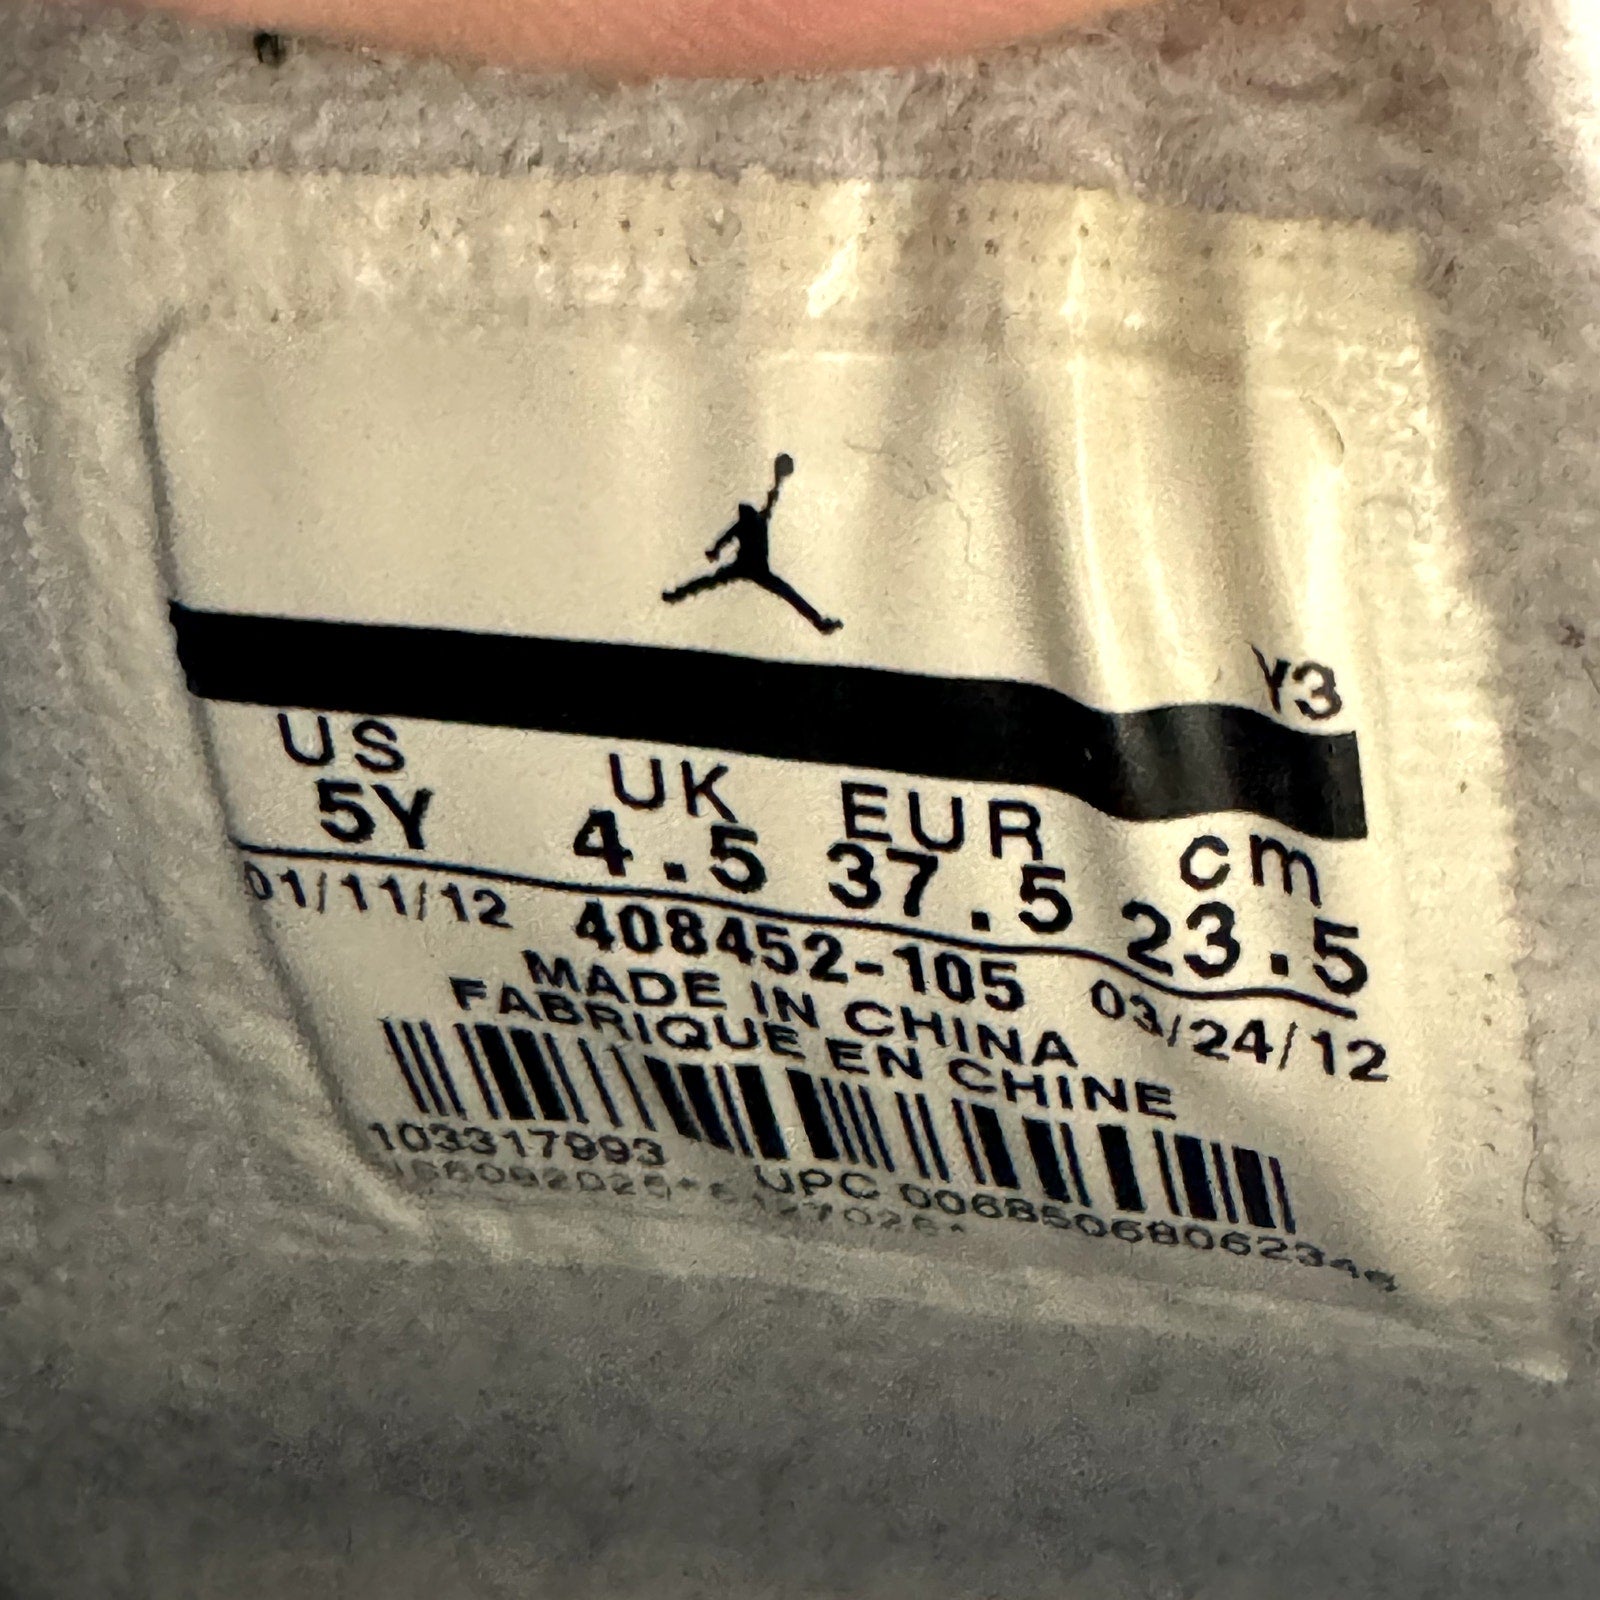 Y3
US UK EUR cm
5Y 4.5 37.5 23.5
01/11/12 408452-105 03/24/12
MADE IN CHINA
FABRIQUE EN CHINE
103317993 UPC